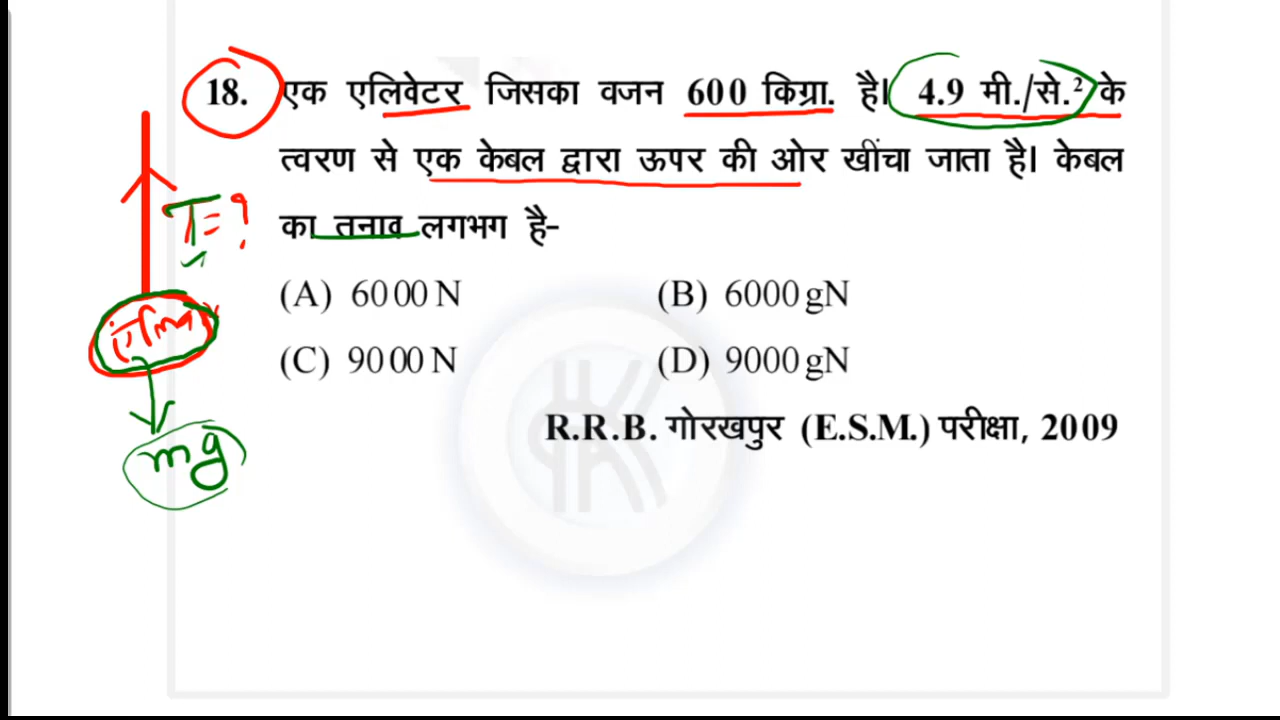 18. एक एलिवेटर जिसका वजन 600 किग्रा. है। 4.9 मी./से.² के
त्वरण से एक केबल द्वारा ऊपर की ओर खींचा जाता है। केबल
का तनाव लगभग है-
(A) 6000 N (B) 6000 gN
(C) 9000 N (D) 9000 gN
R.R.B. गोरखपुर (E.S.M.) परीक्षा, 2009
T=?
mg